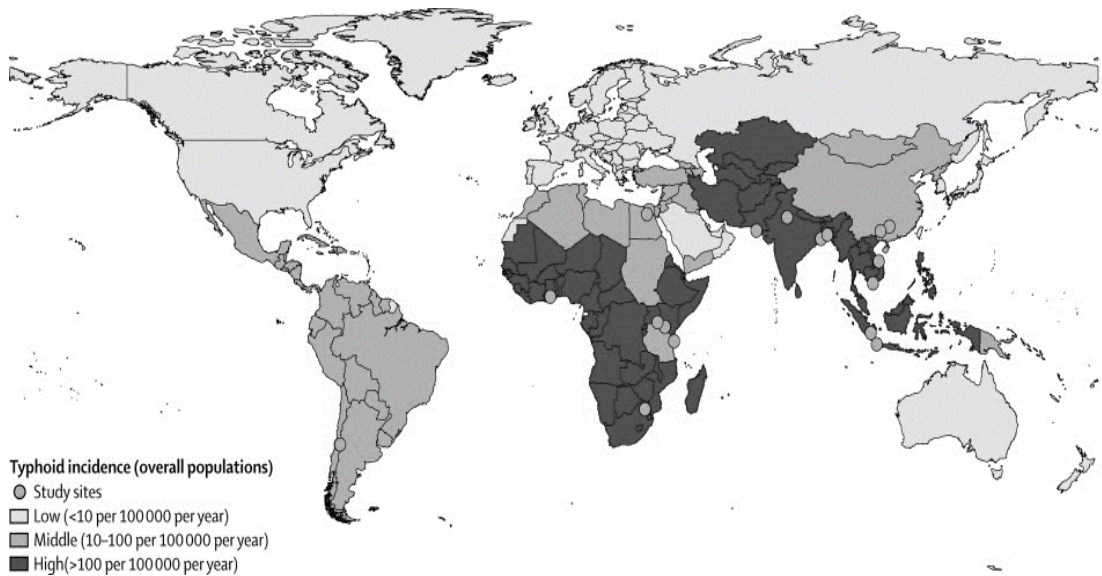 Typhoid incidence (overall populations)
Study sites
Low (<10 per 100 000 per year)
Middle (10–100 per 100 000 per year)
High(>100 per 100 000 per year)